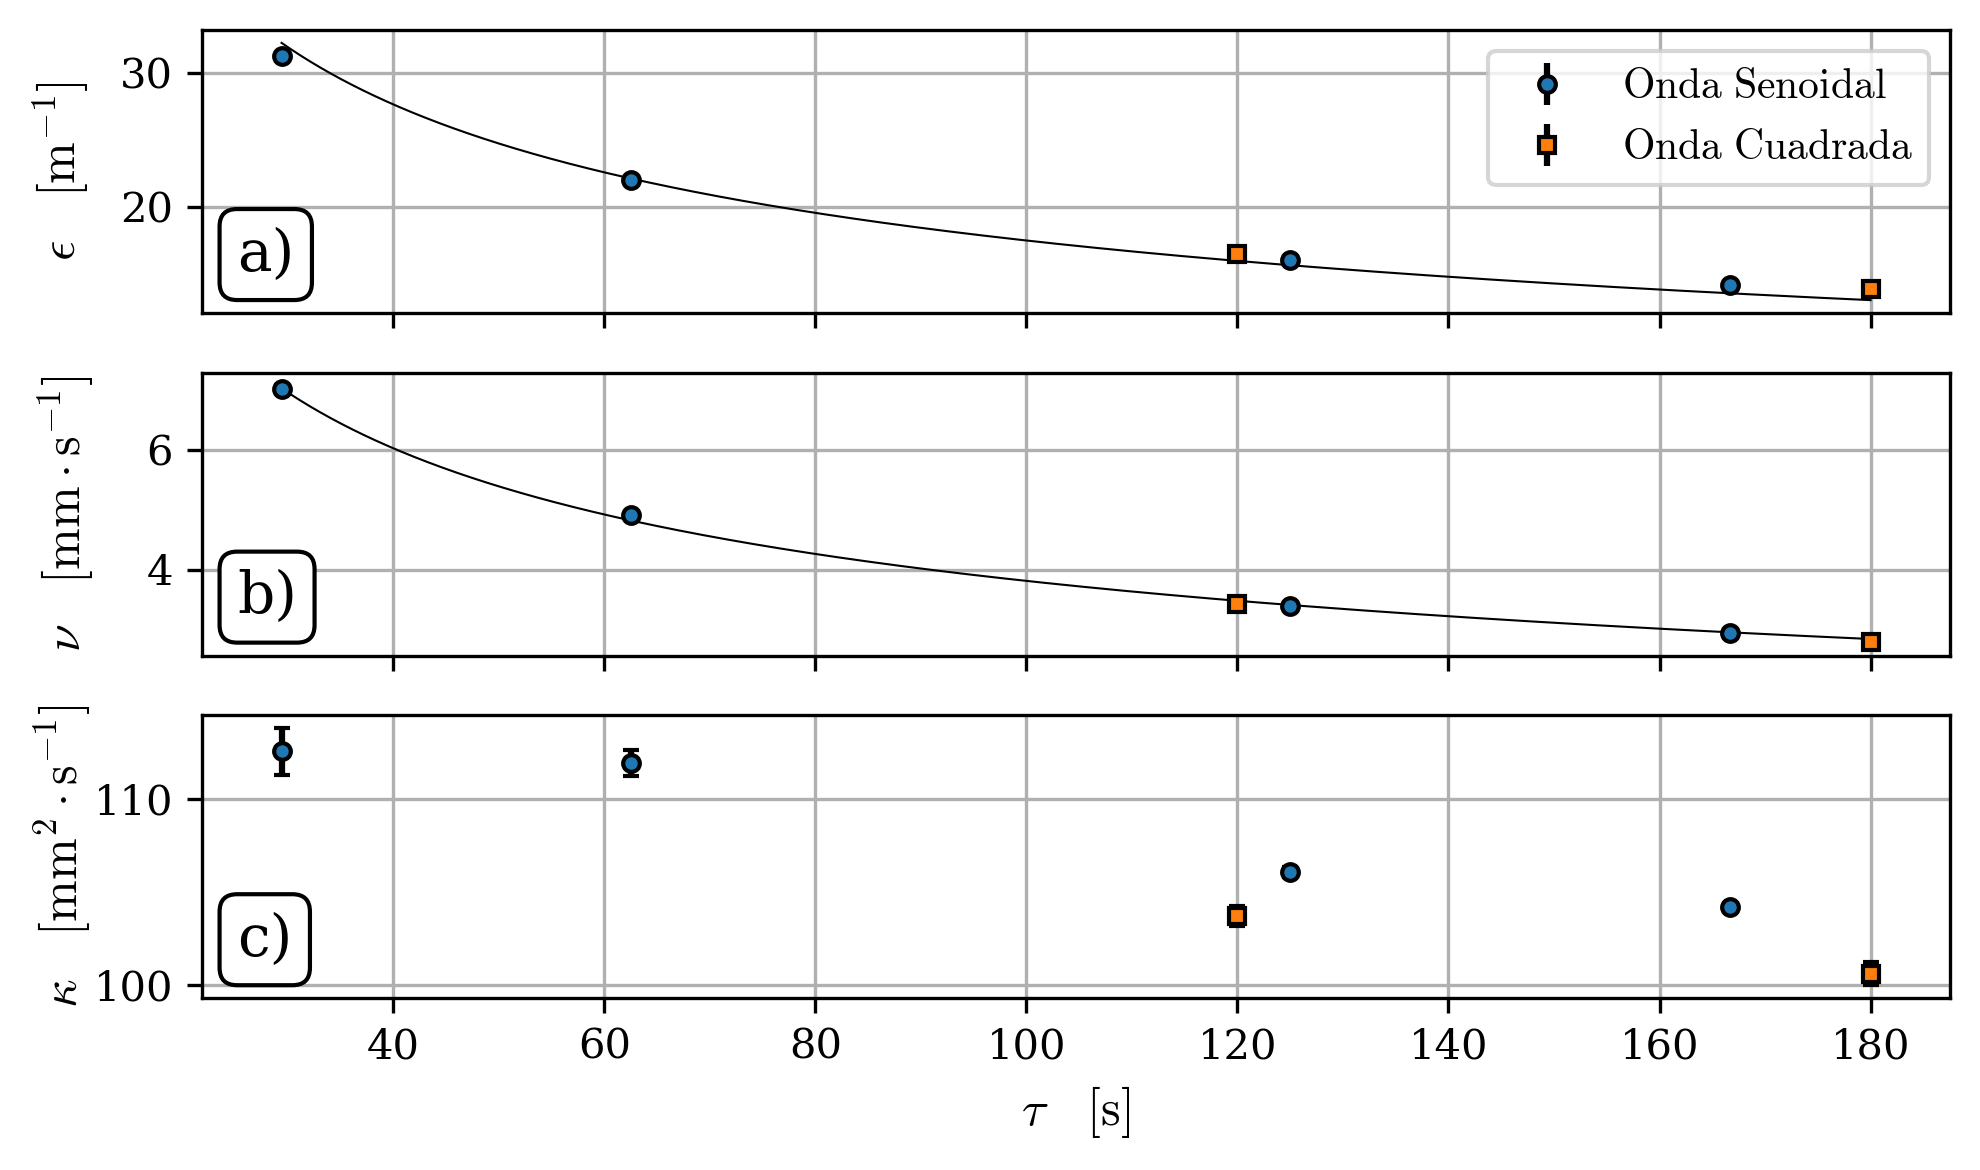 ϵ [m⁻¹]
30
20
a)
Onda Senoidal
Onda Cuadrada
ν [mm·s⁻¹]
6
4
b)
κ [mm²·s⁻¹]
110
100
c)
40 60 80 100 120 140 160 180
τ [s]